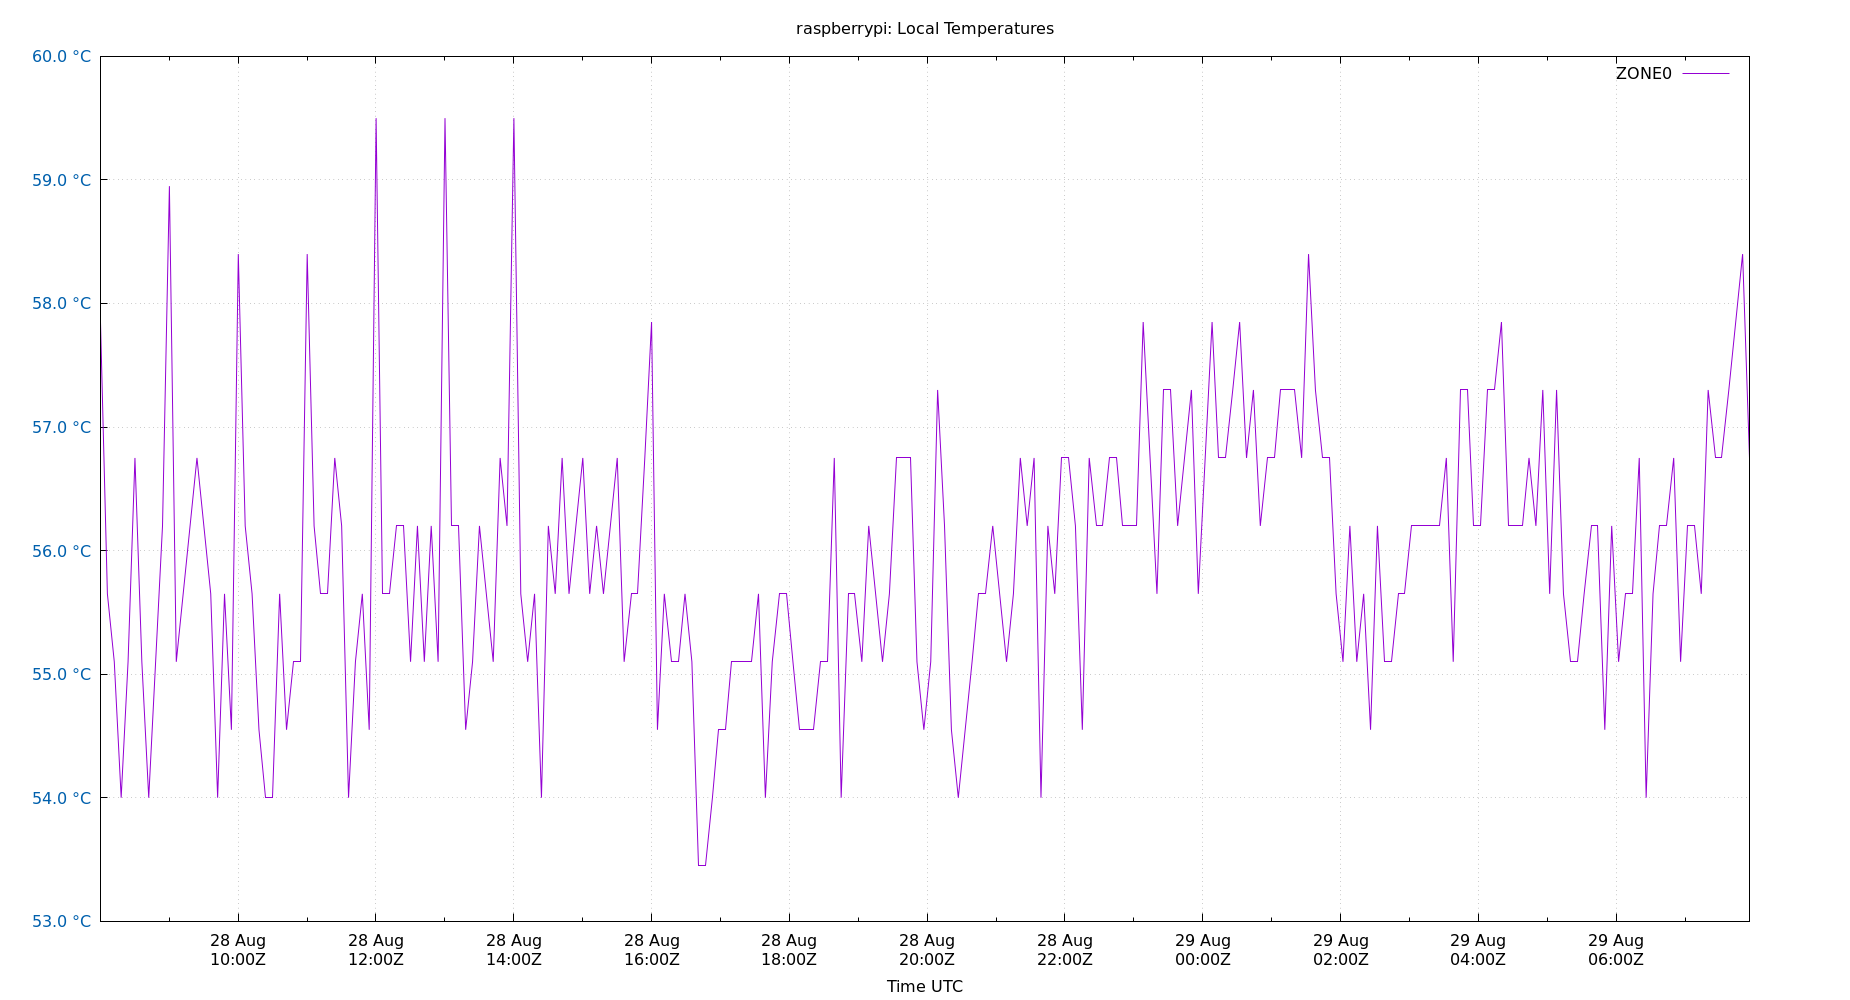 raspberrypi: Local Temperatures
60.0 °C
ZONE0
59.0 °C
58.0 °C
57.0 °C
56.0 °C
55.0 °C
54.0 °C
53.0 °C
28 Aug 28 Aug 28 Aug 28 Aug 28 Aug 28 Aug 28 Aug 29 Aug 29 Aug 29 Aug 29 Aug
10:00Z 12:00Z 14:00Z 16:00Z 18:00Z 20:00Z 22:00Z 00:00Z 02:00Z 04:00Z 06:00Z
Time UTC